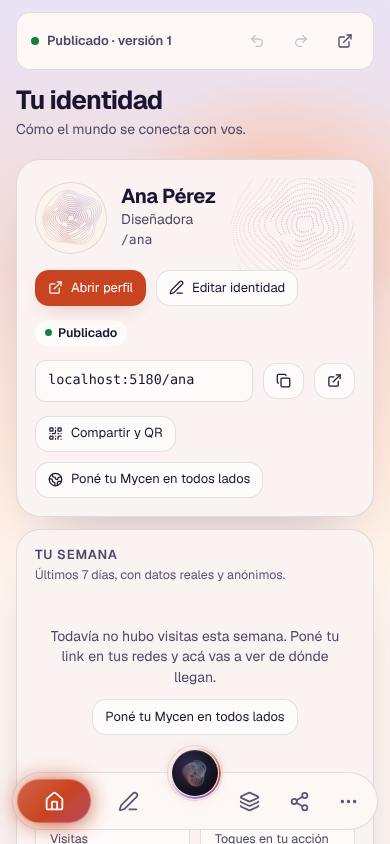 Publicado · versión 1
Tu identidad
Cómo el mundo se conecta con vos.
Ana Pérez
Diseñadora
/ana
Abrir perfil
Editar identidad
Publicado
localhost:5180/ana
Compartir y QR
Poné tu Mycen en todos lados
TU SEMANA
Últimos 7 días, con datos reales y anónimos.
Todavía no hubo visitas esta semana. Poné tu
link en tus redes y acá vas a ver de dónde
llegan.
Poné tu Mycen en todos lados
Visitas
Toques en tu acción